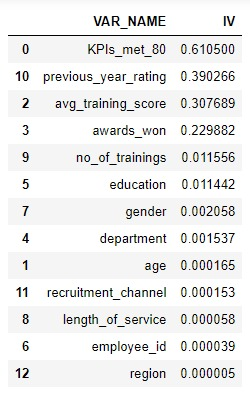 VAR_NAME IV
0 KPIs_met_80 0.610500
10 previous_year_rating 0.390266
2 avg_training_score 0.307689
3 awards_won 0.229882
9 no_of_trainings 0.011556
5 education 0.011442
7 gender 0.002058
4 department 0.001537
1 age 0.000165
11 recruitment_channel 0.000153
8 length_of_service 0.000058
6 employee_id 0.000039
12 region 0.000005